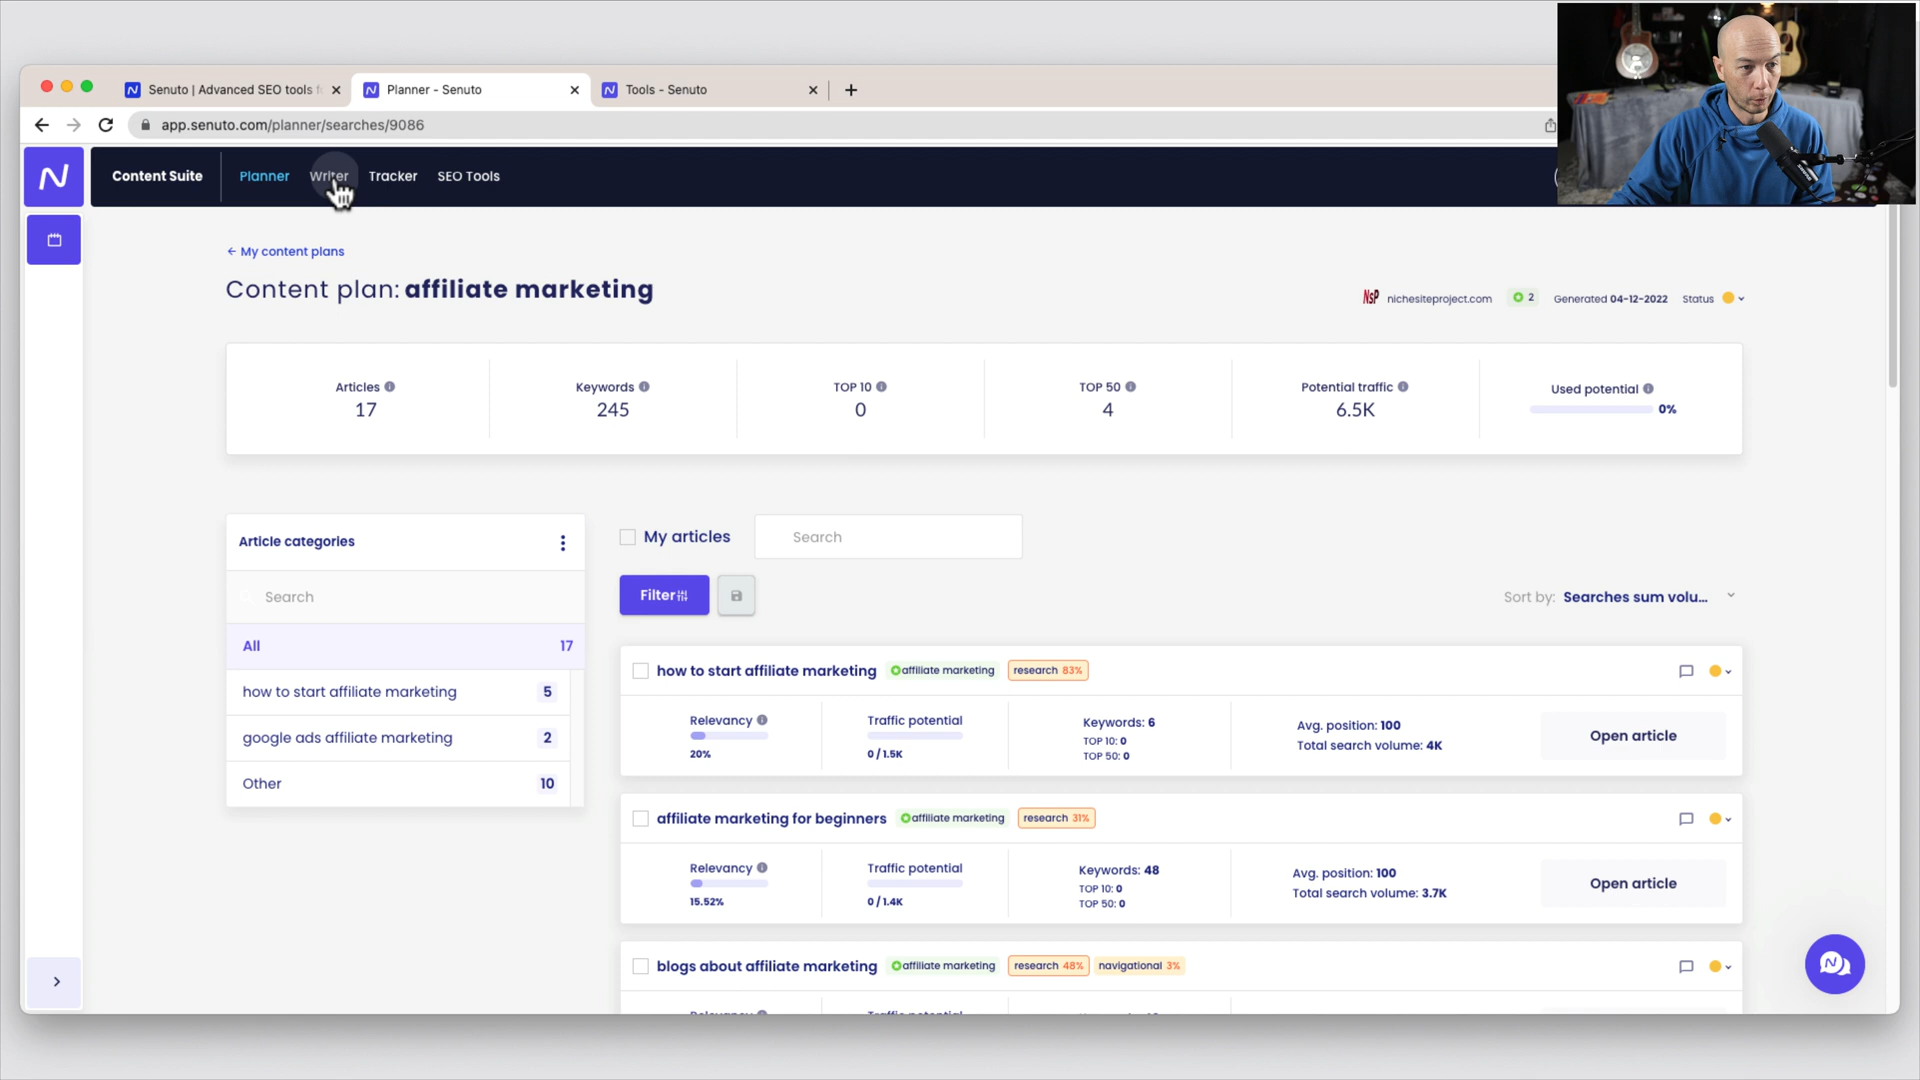 Senuto | Advanced SEO tools f
Planner - Senuto
Tools - Senuto
app.senuto.com/planner/searches/9086
Content Suite
Planner
Writer
Tracker
SEO Tools
← My content plans
Content plan: affiliate marketing
NSP nichesiteproject.com
2
Generated 04-12-2022
Status
Articles
17
Keywords
245
TOP 10
0
TOP 50
4
Potential traffic
6.5K
Used potential
0%
Article categories
Search
All 17
how to start affiliate marketing 5
google ads affiliate marketing 2
Other 10
My articles
Search
Filter
Sort by: Searches sum volu...
how to start affiliate marketing
affiliate marketing
research 83%
Relevancy
20%
Traffic potential
0 / 1.5K
Keywords: 6
TOP 10: 0
TOP 50: 0
Avg. position: 100
Total search volume: 4K
Open article
affiliate marketing for beginners
affiliate marketing
research 31%
Relevancy
15.52%
Traffic potential
0 / 1.4K
Keywords: 48
TOP 10: 0
TOP 50: 0
Avg. position: 100
Total search volume: 3.7K
Open article
blogs about affiliate marketing
affiliate marketing
research 48%
navigational 3%